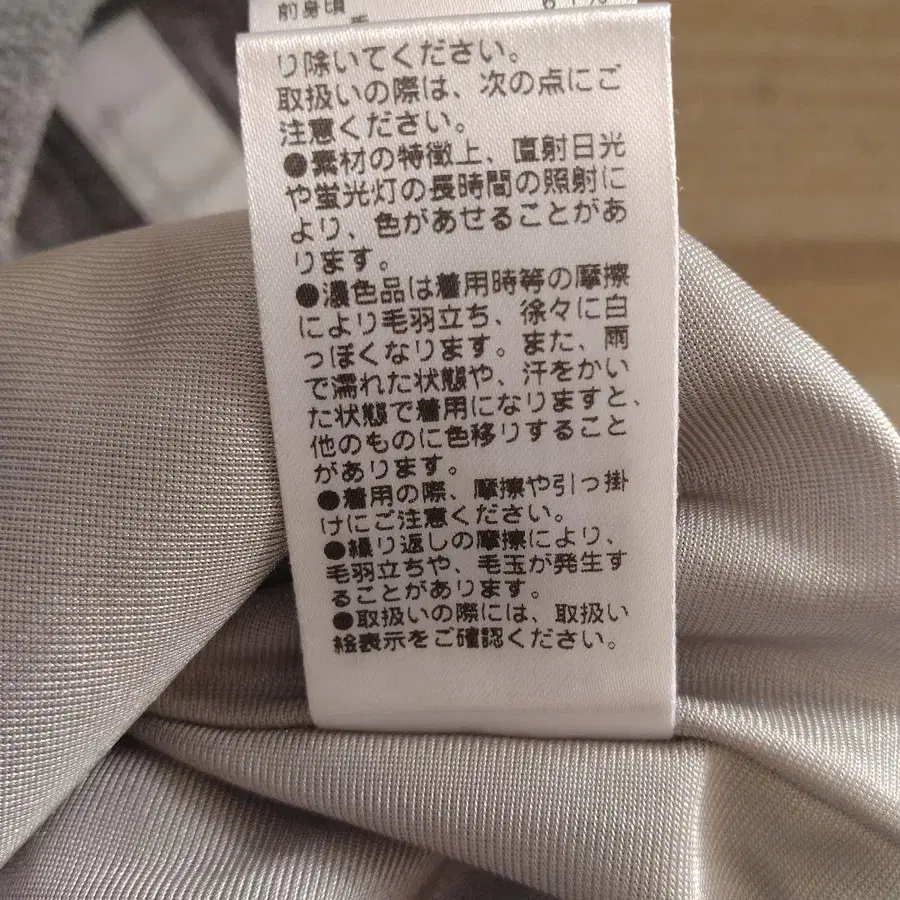 前身頃
り除いてください。
取扱いの際は、次の点にご
注意ください。
●素材の特徴上、直射日光
や蛍光灯の長時間の照射に
より、色があせることがあ
ります。
●濃色品は着用時等の摩擦
により毛羽立ち、徐々に白
っぽくなります。また、雨
で濡れた状態や、汗をかい
た状態で着用になりますと、
他のものに色移りすること
があります。
●着用の際、摩擦や引っ掛
けにご注意ください。
●繰り返しの摩擦により、
毛羽立ちや、毛玉が発生す
ることがあります。
●取扱いの際には、取扱い
絵表示をご確認ください。